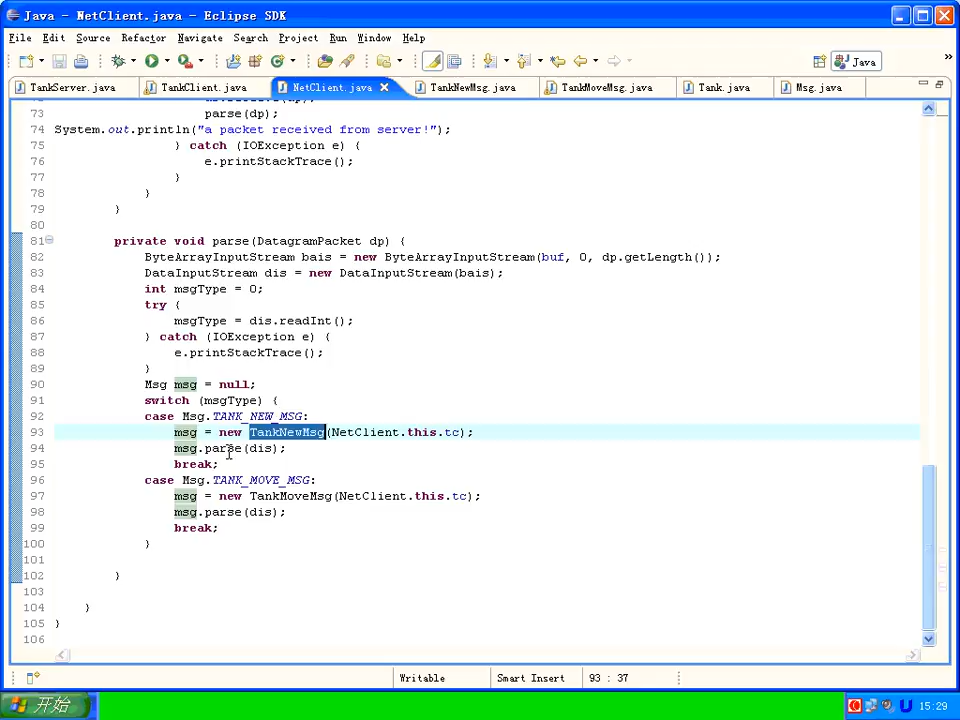 Java - NetClient.java - Eclipse SDK
File Edit Source Refactor Navigate Search Project Run Window Help
Java
TankServer.java TankClient.java NetClient.java TankNewMsg.java TankMoveMsg.java Tank.java Msg.java
73 parse(dp);
74 System.out.println("a packet received from server!");
75 } catch (IOException e) {
76 e.printStackTrace();
77 }
78 }
79 }
80
81 private void parse(DatagramPacket dp) {
82 ByteArrayInputStream bais = new ByteArrayInputStream(buf, 0, dp.getLength());
83 DataInputStream dis = new DataInputStream(bais);
84 int msgType = 0;
85 try {
86 msgType = dis.readInt();
87 } catch (IOException e) {
88 e.printStackTrace();
89 }
90 Msg msg = null;
91 switch (msgType) {
92 case Msg.TANK_NEW_MSG:
93 msg = new TankNewMsg(NetClient.this.tc);
94 msg.parse(dis);
95 break;
96 case Msg.TANK_MOVE_MSG:
97 msg = new TankMoveMsg(NetClient.this.tc);
98 msg.parse(dis);
99 break;
100 }
101
102 }
103
104 }
105 }
106
Writable Smart Insert 93 : 37
开始 15:29